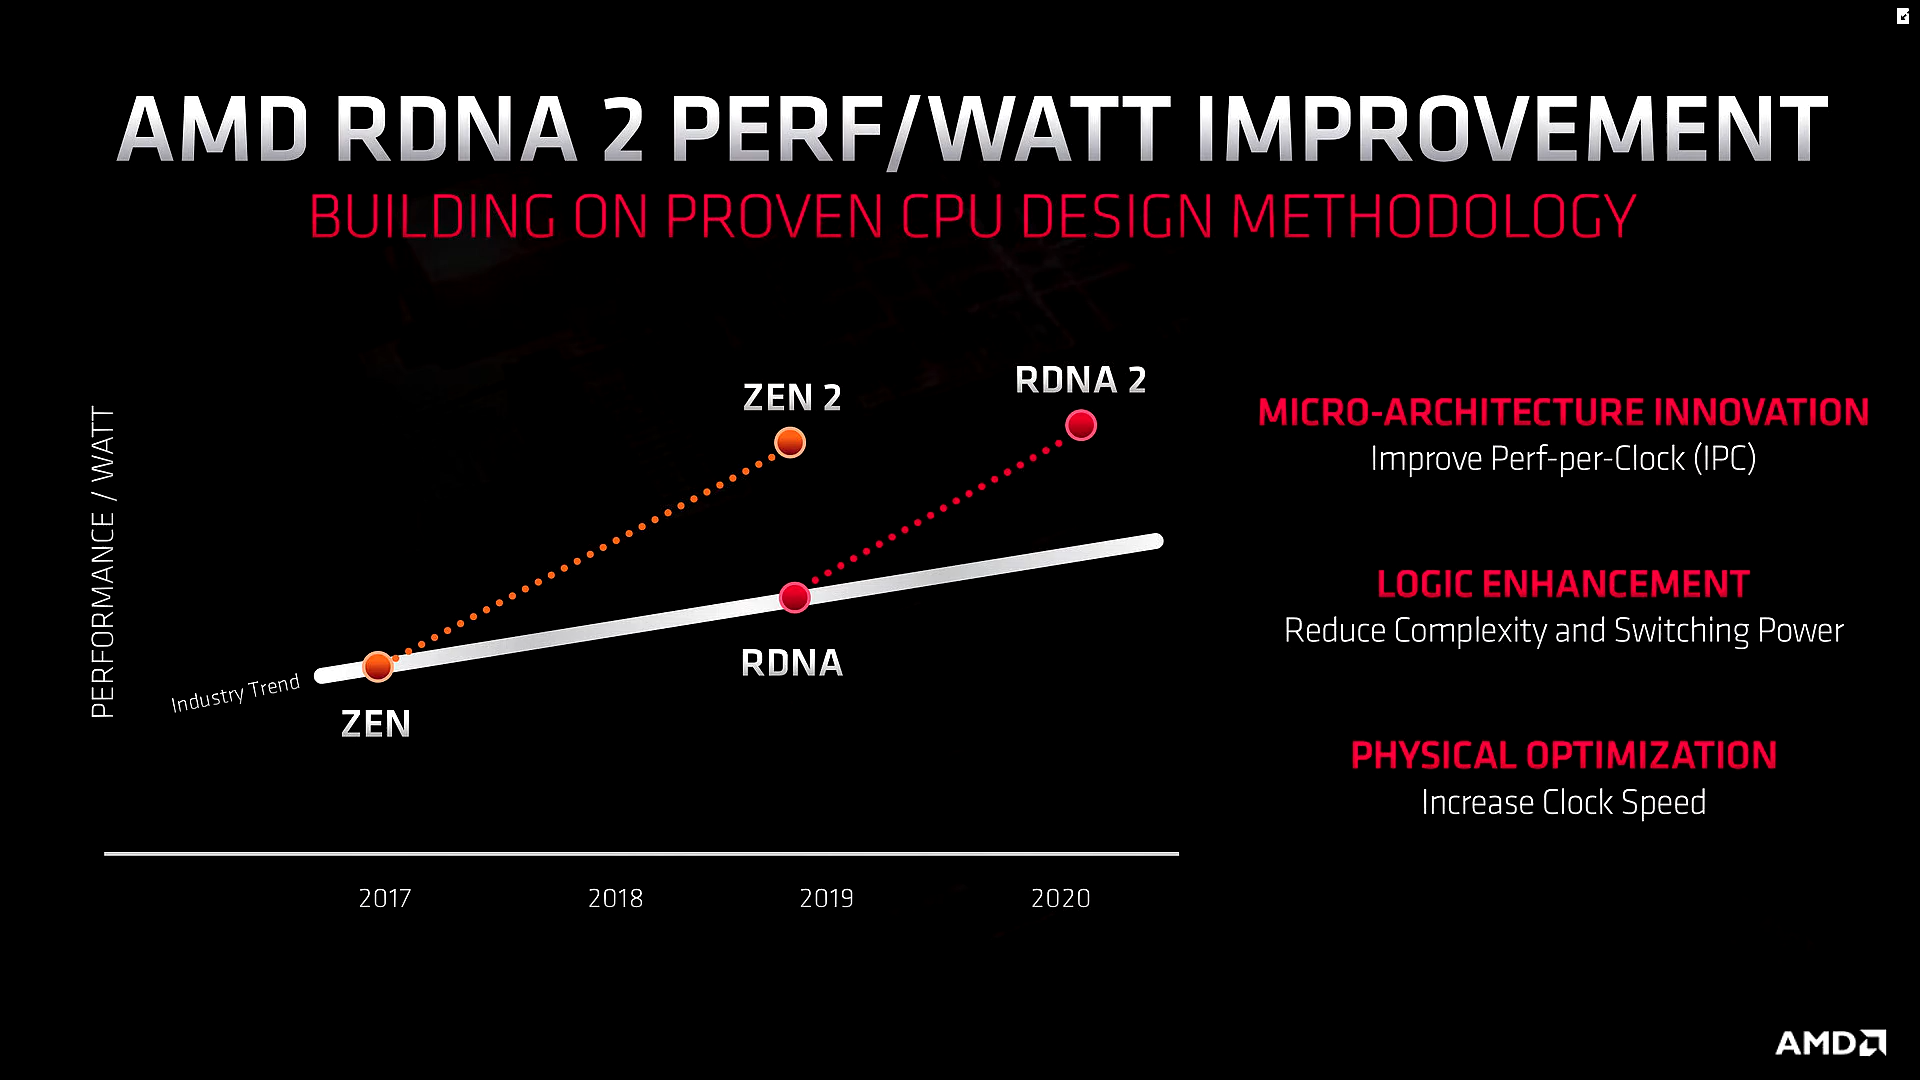 AMD RDNA 2 PERF/WATT IMPROVEMENT
BUILDING ON PROVEN CPU DESIGN METHODOLOGY
PERFORMANCE / WATT
ZEN 2
RDNA 2
Industry Trend
ZEN
RDNA
2017
2018
2019
2020
MICRO-ARCHITECTURE INNOVATION
Improve Perf-per-Clock (IPC)
LOGIC ENHANCEMENT
Reduce Complexity and Switching Power
PHYSICAL OPTIMIZATION
Increase Clock Speed
AMD